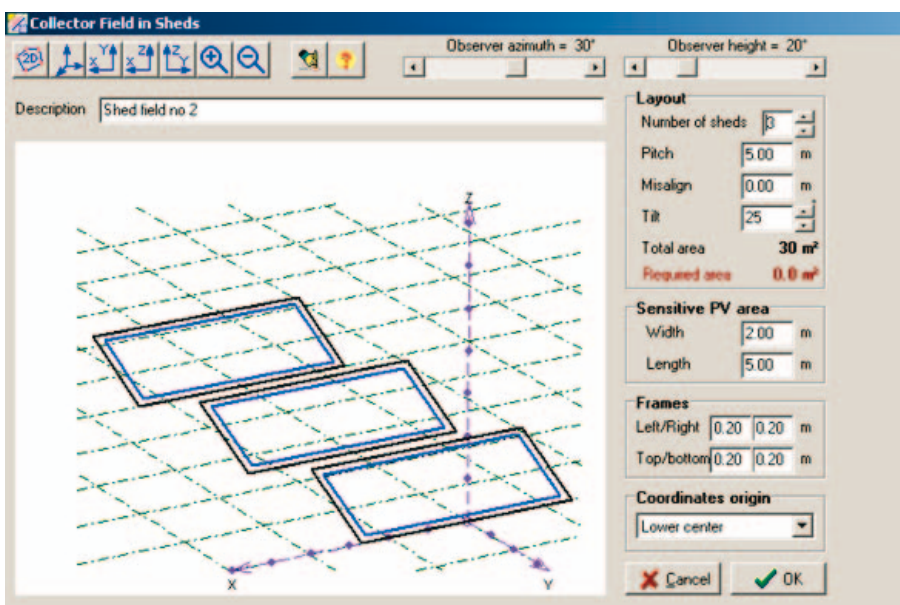 Collector Field in Sheds
2D X Y X Z Z Y ?
Observer azimuth = 30°
Observer height = 20°
Description Shed field no 2
Layout
Number of sheds 3
Pitch 5.00 m
Misalign 0.00 m
Tilt 25 °
Total area 30 m²
Required area 0.0 m²
Sensitive PV area
Width 2.00 m
Length 5.00 m
Frames
Left/Right 0.20 0.20 m
Top/bottom 0.20 0.20 m
Coordinates origin
Lower center
Cancel OK
Z
X
Y